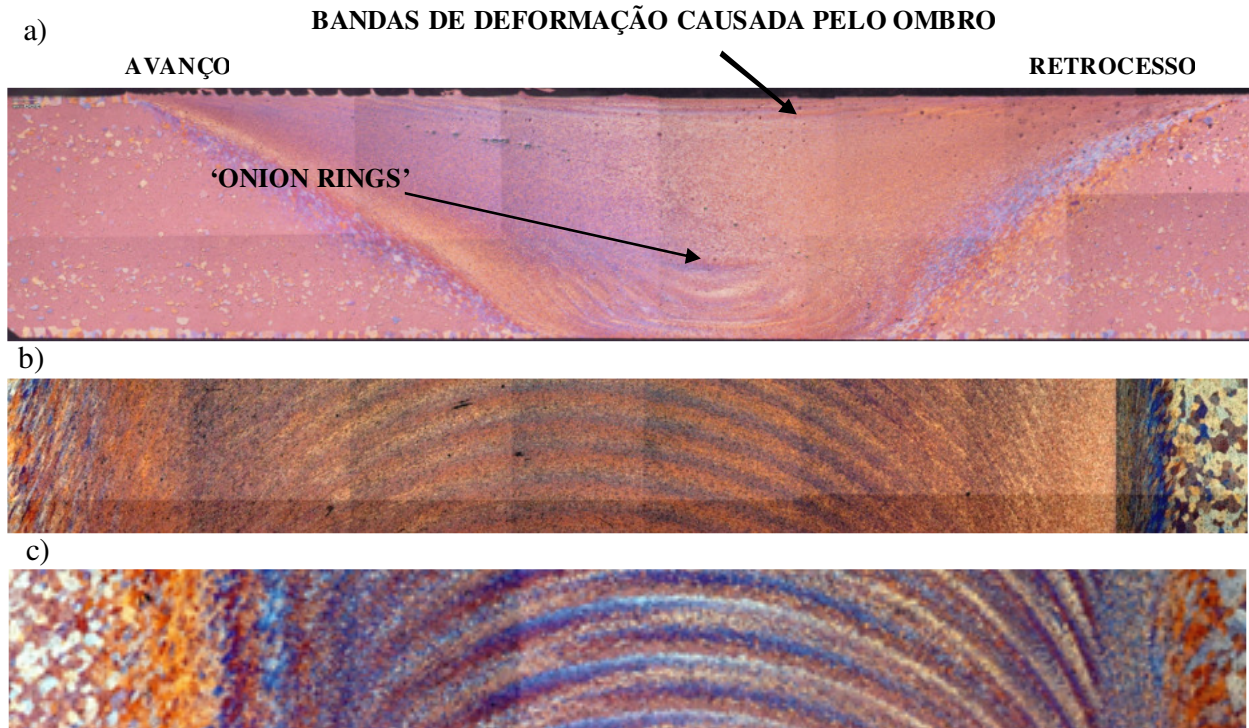 a)
BANDAS DE DEFORMAÇÃO CAUSADA PELO OMBRO
AVANÇO
RETROCESSO
‘ONION RINGS’
b)
c)